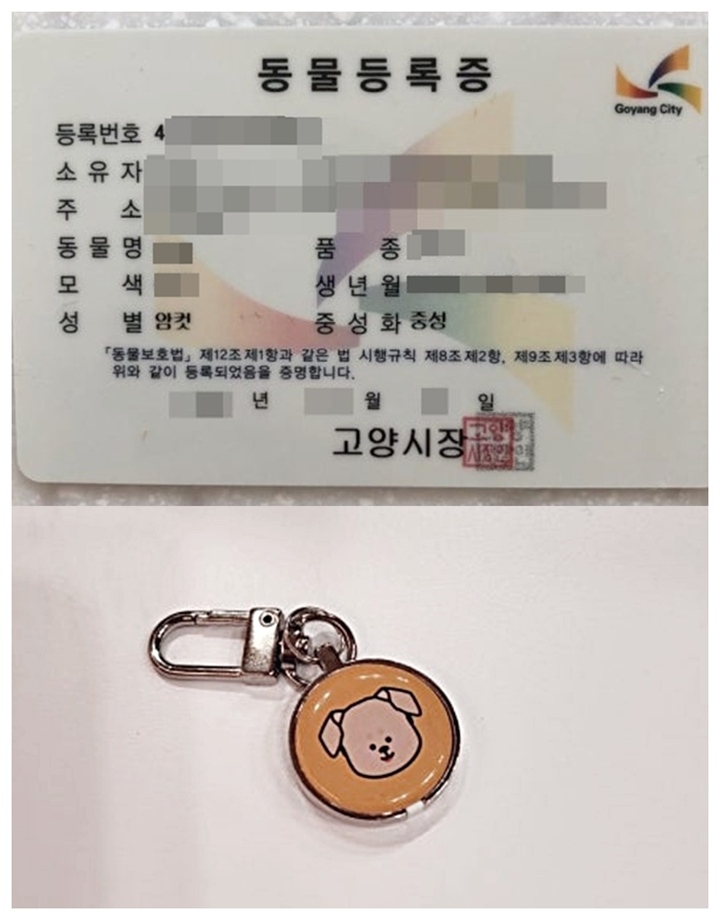 동물등록증
Goyang City
등록번호 4
소유자
주 소
동물명 품 종
모 색 생년월
성 별 암컷 중성화 중성
「동물보호법」 제12조제1항과 같은 법 시행규칙 제8조제2항, 제9조제3항에 따라
위와 같이 등록되었음을 증명합니다.
년 월 일
고양시장